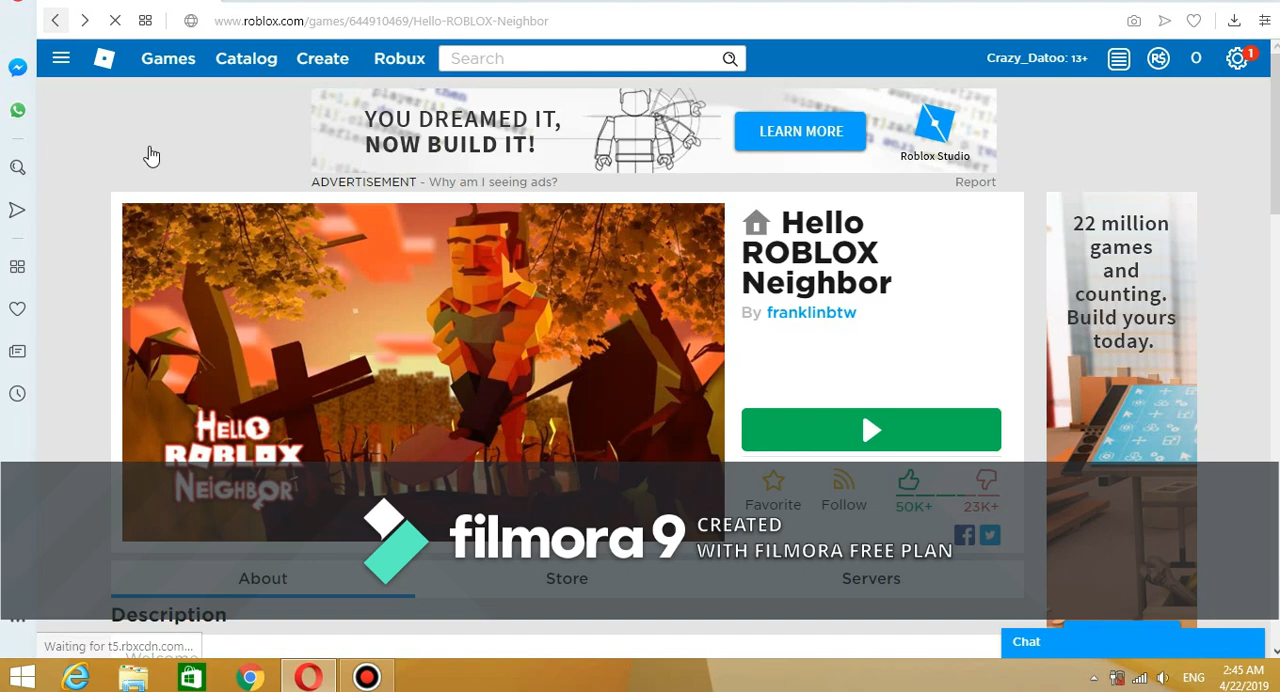 www.roblox.com/games/644910469/Hello-ROBLOX-Neighbor
Games
Catalog
Create
Robux
Search
Crazy_Datoo: 13+
R$
0
1
YOU DREAMED IT,
NOW BUILD IT!
LEARN MORE
Roblox Studio
ADVERTISEMENT - Why am I seeing ads?
Report
HELLO
ROBLOX
NEIGHBOR
Hello
ROBLOX
Neighbor
By franklinbtw
Favorite
Follow
50K+
23K+
22 million
games
and
counting.
Build yours
today.
filmora9
CREATED
WITH FILMORA FREE PLAN
About
Store
Servers
Description
Welcome
Waiting for t5.rbxcdn.com...
Chat
ENG
2:45 AM
4/22/2019